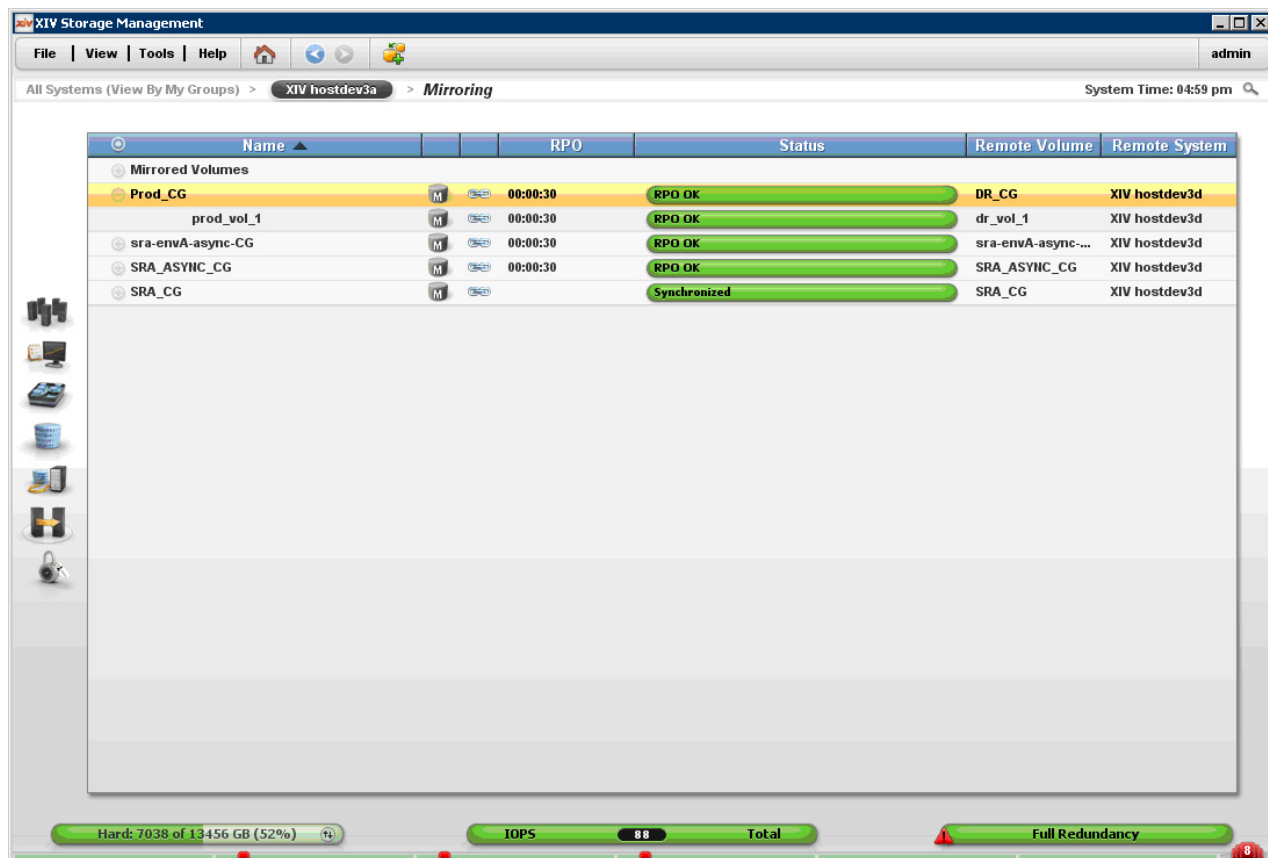 xiv XIV Storage Management
File | View | Tools | Help admin
All Systems (View By My Groups) > XIV hostdev3a > Mirroring System Time: 04:59 pm
Name RPO Status Remote Volume Remote System
Mirrored Volumes
Prod_CG M 00:00:30 RPO OK DR_CG XIV hostdev3d
prod_vol_1 M 00:00:30 RPO OK dr_vol_1 XIV hostdev3d
sra-envA-async-CG M 00:00:30 RPO OK sra-envA-async-... XIV hostdev3d
SRA_ASYNC_CG M 00:00:30 RPO OK SRA_ASYNC_CG XIV hostdev3d
SRA_CG M Synchronized SRA_CG XIV hostdev3d
Hard: 7038 of 13456 GB (52%) IOPS 88 Total Full Redundancy
8